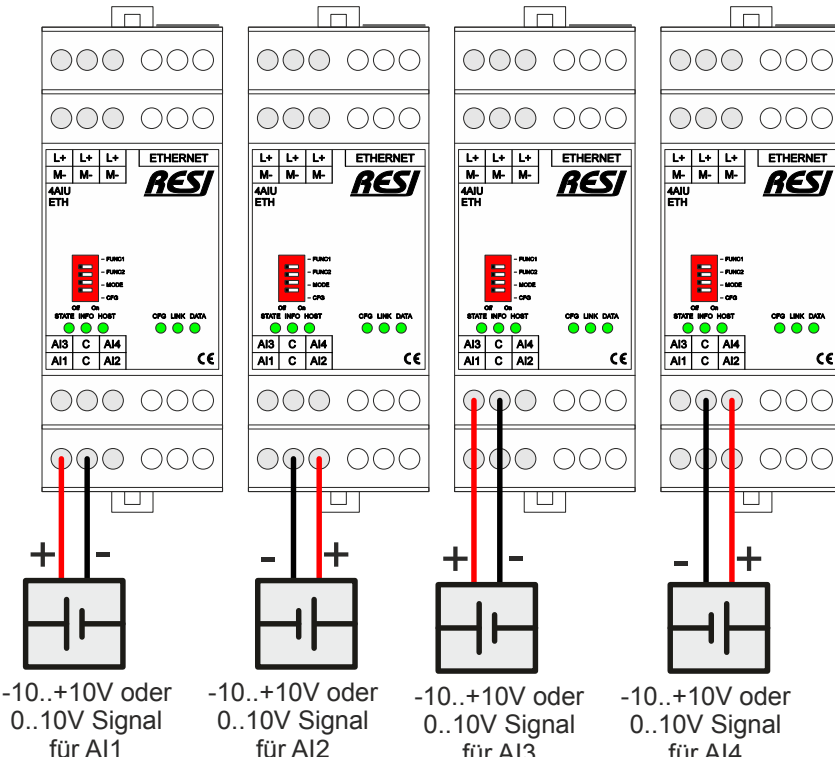 L+ L+ L+ ETHERNET
M- M- M- RESI
4AIU
ETH
FUNC1
FUNC2
MODE
CFG
Off On
STATE INFO HOST CFG LINK DATA
AI3 C AI4
AI1 C AI2 CE
+ -
-10..+10V oder
0..10V Signal
für AI1
L+ L+ L+ ETHERNET
M- M- M- RESI
4AIU
ETH
FUNC1
FUNC2
MODE
CFG
Off On
STATE INFO HOST CFG LINK DATA
AI3 C AI4
AI1 C AI2 CE
- +
-10..+10V oder
0..10V Signal
für AI2
L+ L+ L+ ETHERNET
M- M- M- RESI
4AIU
ETH
FUNC1
FUNC2
MODE
CFG
Off On
STATE INFO HOST CFG LINK DATA
AI3 C AI4
AI1 C AI2 CE
+ -
-10..+10V oder
0..10V Signal
für AI3
L+ L+ L+ ETHERNET
M- M- M- RESI
4AIU
ETH
FUNC1
FUNC2
MODE
CFG
Off On
STATE INFO HOST CFG LINK DATA
AI3 C AI4
AI1 C AI2 CE
- +
-10..+10V oder
0..10V Signal
für AI4